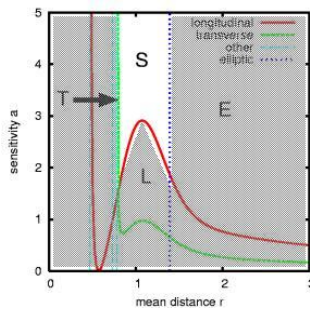 longitudinal
transverse
other
elliptic
S
E
T
L
sensitivity a
5
4
3
2
1
0
0 1 2 3
mean distance r